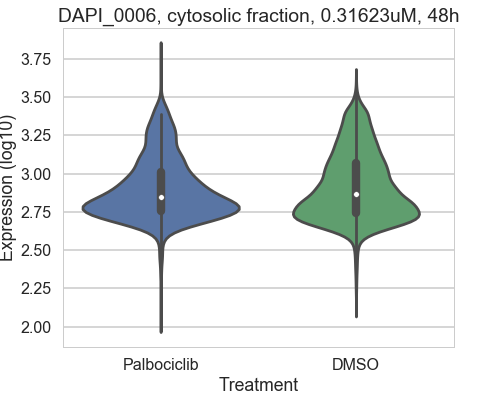 DAPI_0006, cytosolic fraction, 0.31623uM, 48h
Expression (log10)
3.75
3.50
3.25
3.00
2.75
2.50
2.25
2.00
Palbociclib DMSO
Treatment